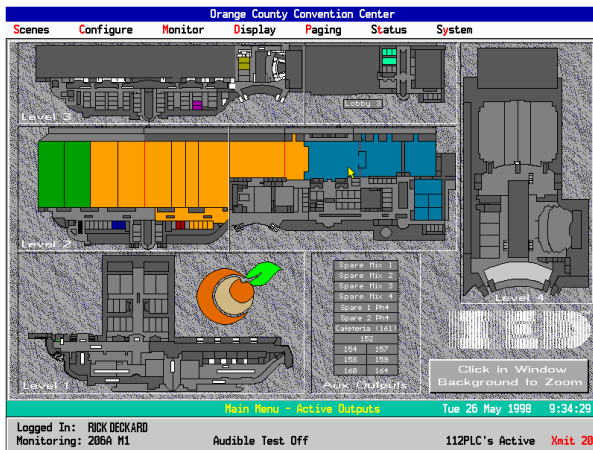 Orange County Convention Center
Scenes Configure Monitor Display Paging Status System
Lobby 3
Level 3
Level 2
Level 4
Spare Mix 1
Spare Mix 2
Spare Mix 3
Spare Mix 4
Spare 1 Ph4
Spare 2 Ph4
Cafeteria (161)
152
154 157
158 159
160 164
Aux Outputs
IED
Click in Window
Background to Zoom
Level 1
Main Menu - Active Outputs Tue 26 May 1998 9:34:29
Logged In: RICK DECKARD
Monitoring: 206A M1 Audible Test Off 112PLC's Active Xmit 20